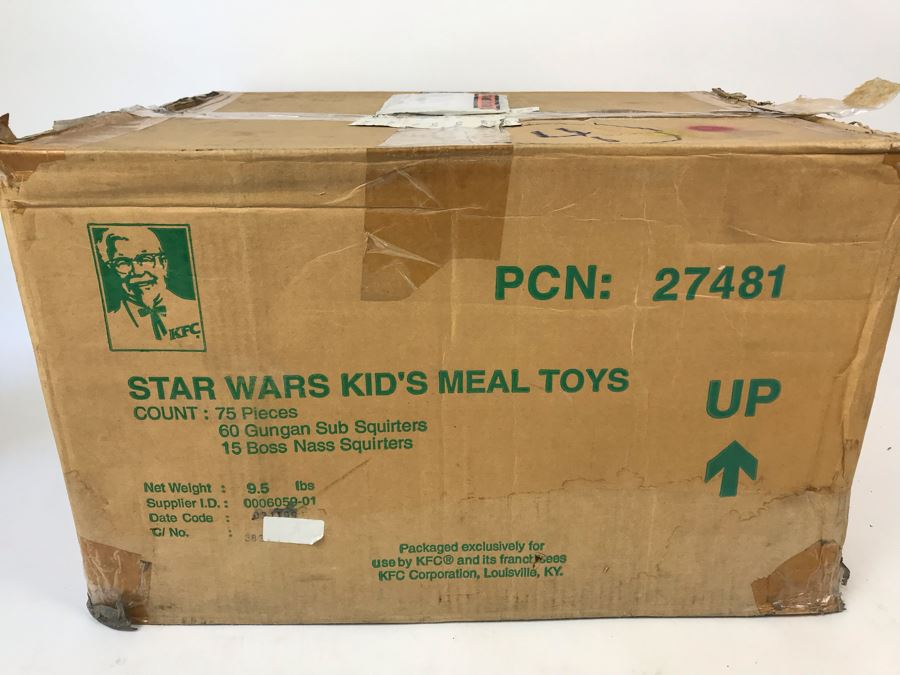 KFC
PCN: 27481
STAR WARS KID'S MEAL TOYS
COUNT : 75 Pieces
60 Gungan Sub Squirters
15 Boss Nass Squirters
UP
Net Weight : 9.5 lbs
Supplier I.D. : 0006059-01
Date Code :
C/ No. :
Packaged exclusively for
use by KFC® and its franchisees
KFC Corporation, Louisville, KY.